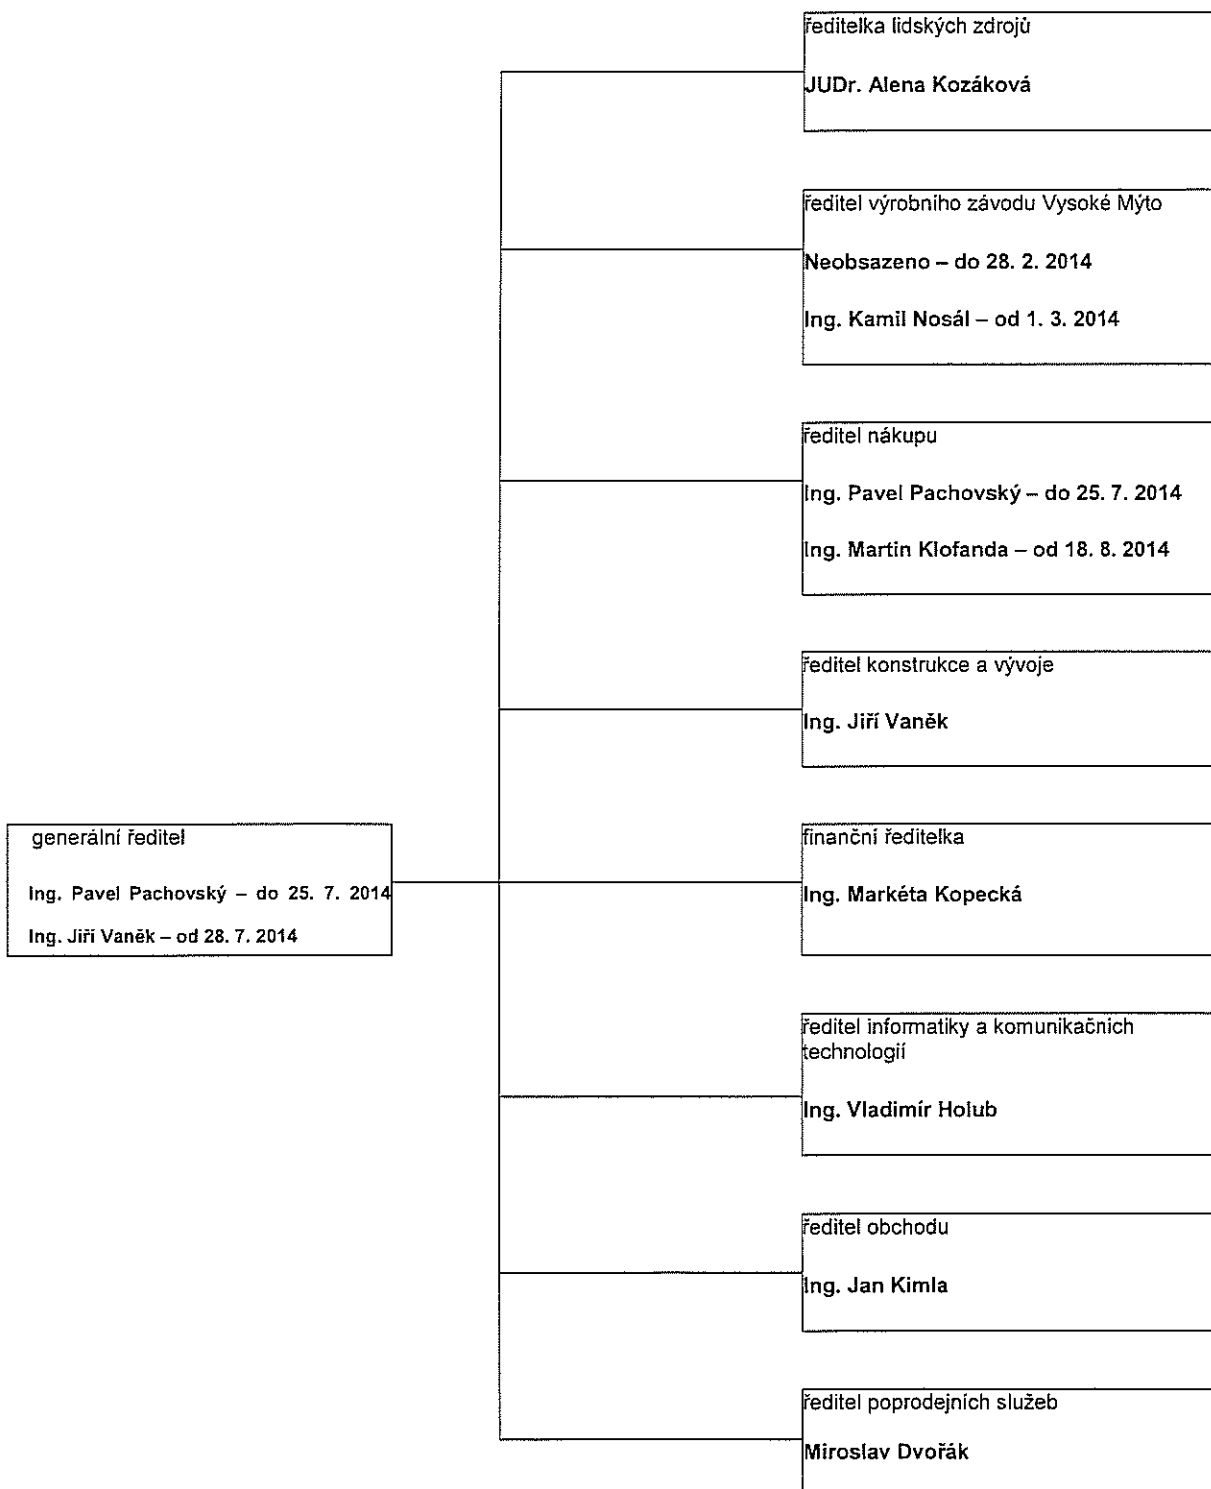 ředitelka lidských zdrojů
JUDr. Alena Kozáková
ředitel výrobního závodu Vysoké Mýto
Neobsazeno – do 28. 2. 2014
Ing. Kamil Nosál – od 1. 3. 2014
ředitel nákupu
Ing. Pavel Pachovský – do 25. 7. 2014
Ing. Martin Klofanda – od 18. 8. 2014
ředitel konstrukce a vývoje
Ing. Jiří Vaněk
generální ředitel
Ing. Pavel Pachovský – do 25. 7. 2014
Ing. Jiří Vaněk – od 28. 7. 2014
finanční ředitelka
Ing. Markéta Kopecká
ředitel informatiky a komunikačních
technologií
Ing. Vladimír Holub
ředitel obchodu
Ing. Jan Kimla
ředitel poprodejních služeb
Miroslav Dvořák